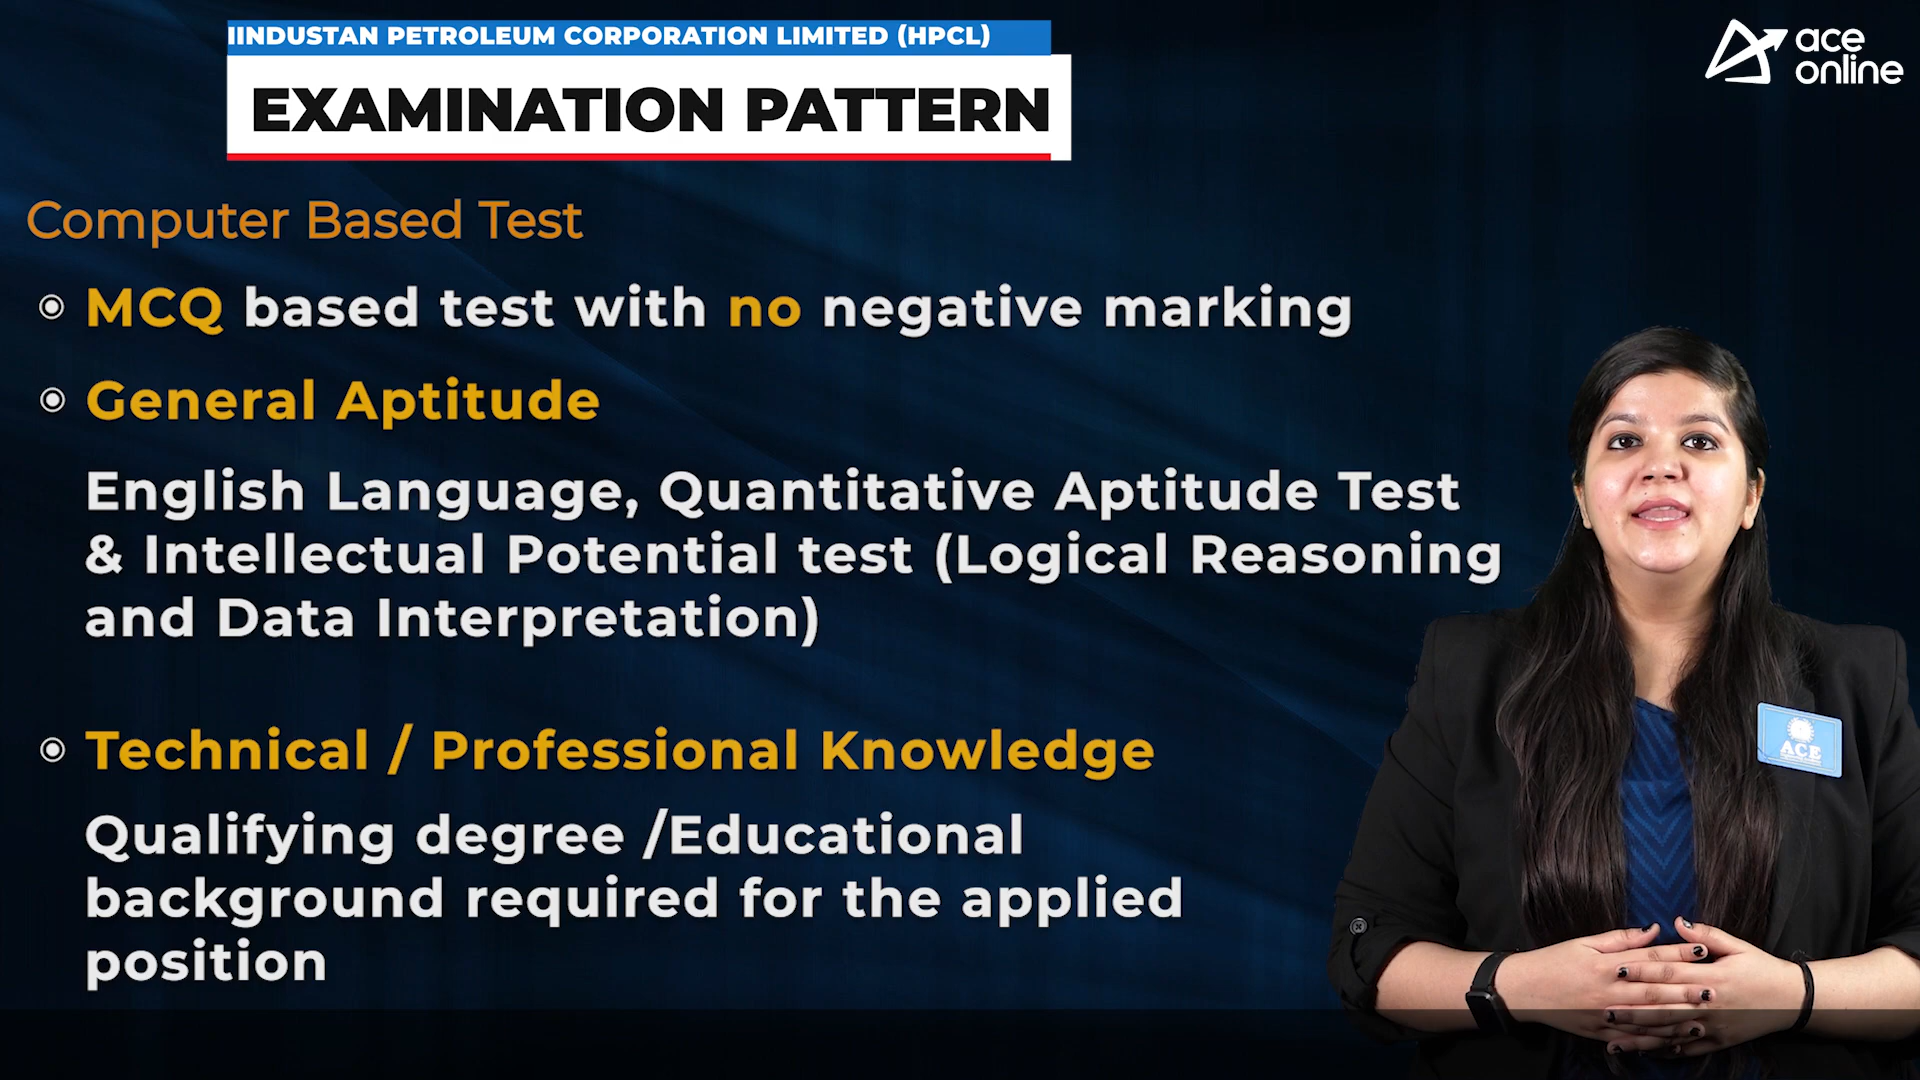 IINDUSTAN PETROLEUM CORPORATION LIMITED (HPCL)
EXAMINATION PATTERN
ace
online
Computer Based Test
MCQ based test with no negative marking
General Aptitude
English Language, Quantitative Aptitude Test
& Intellectual Potential test (Logical Reasoning
and Data Interpretation)
Technical / Professional Knowledge
Qualifying degree /Educational
background required for the applied
position
ACE